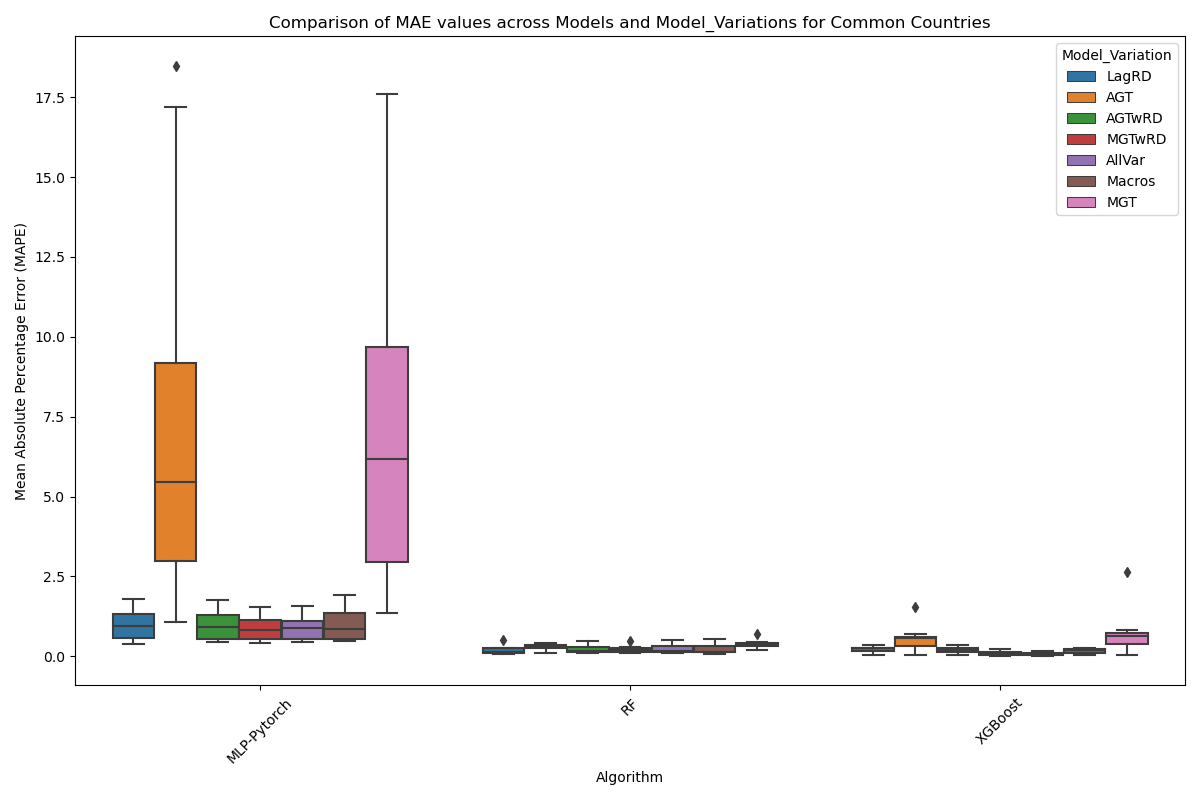 Comparison of MAE values across Models and Model_Variations for Common Countries
Mean Absolute Percentage Error (MAPE)
17.5
15.0
12.5
10.0
7.5
5.0
2.5
0.0
Model_Variation
LagRD
AGT
AGTwRD
MGTwRD
AllVar
Macros
MGT
MLP-Pytorch
RF
XGBoost
Algorithm